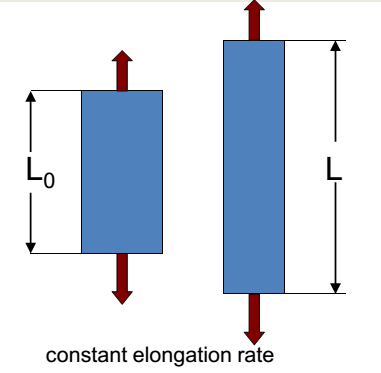 L0
L
constant elongation rate